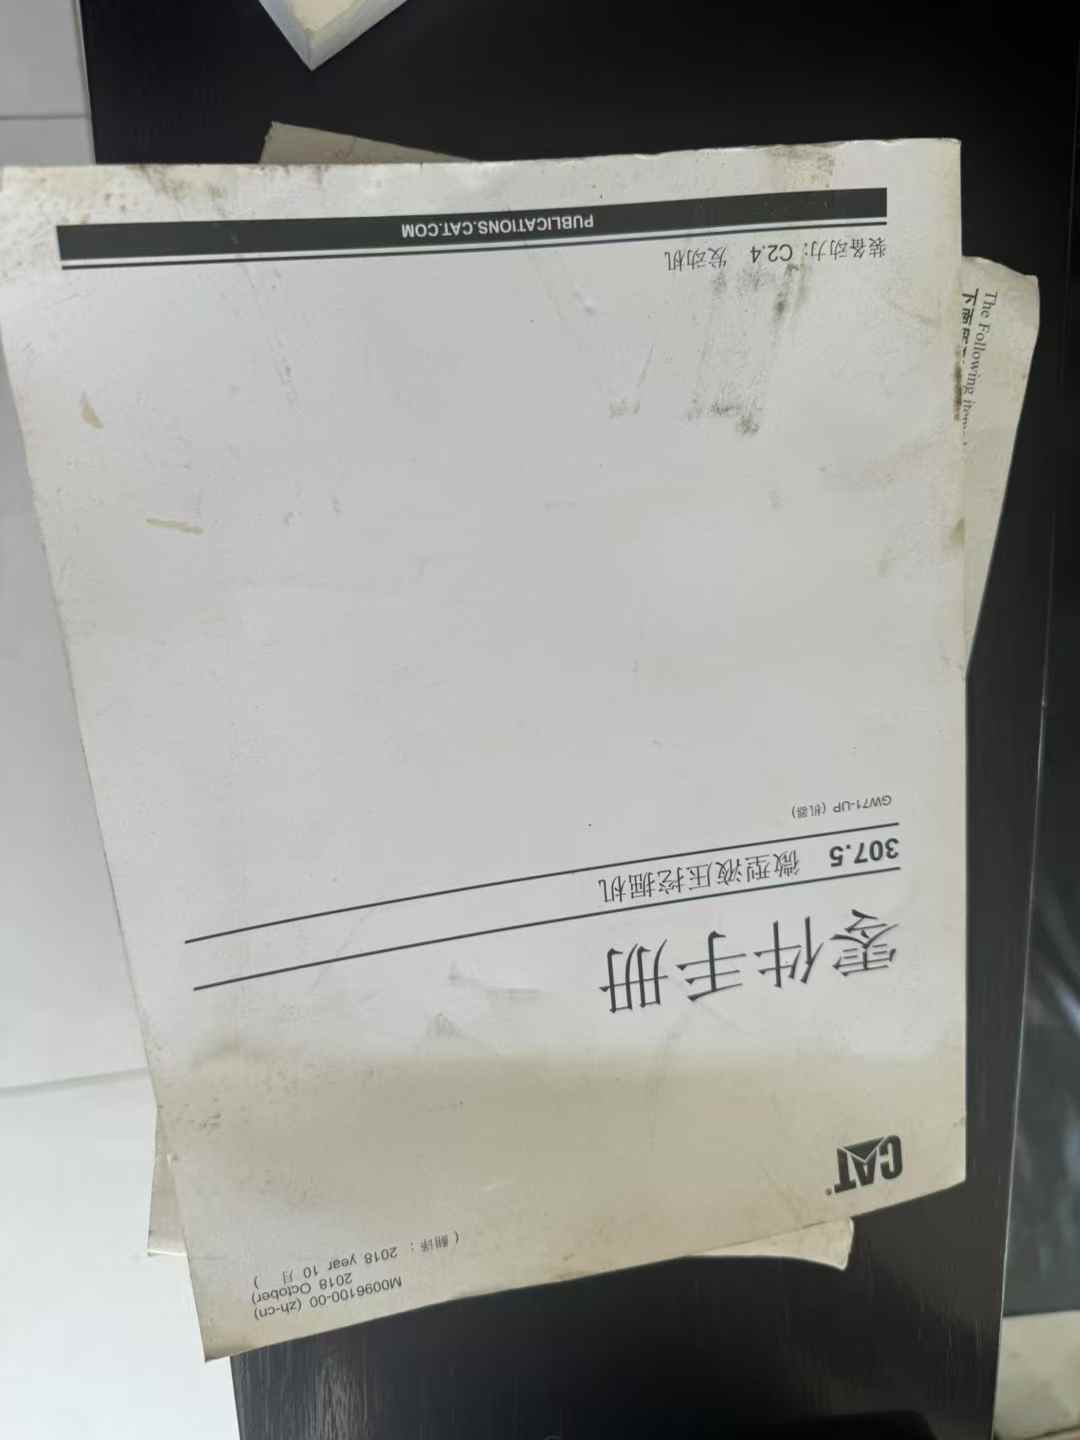 M0096100-00 (zh-cn)
2018 October)
(翻译: 2018 year 10 月 )
CAT®
零件手册
307.5 微型液压挖掘机
GW71-UP (机器)
装备动力: C2.4 发动机
PUBLICATIONS.CAT.COM
The Following item